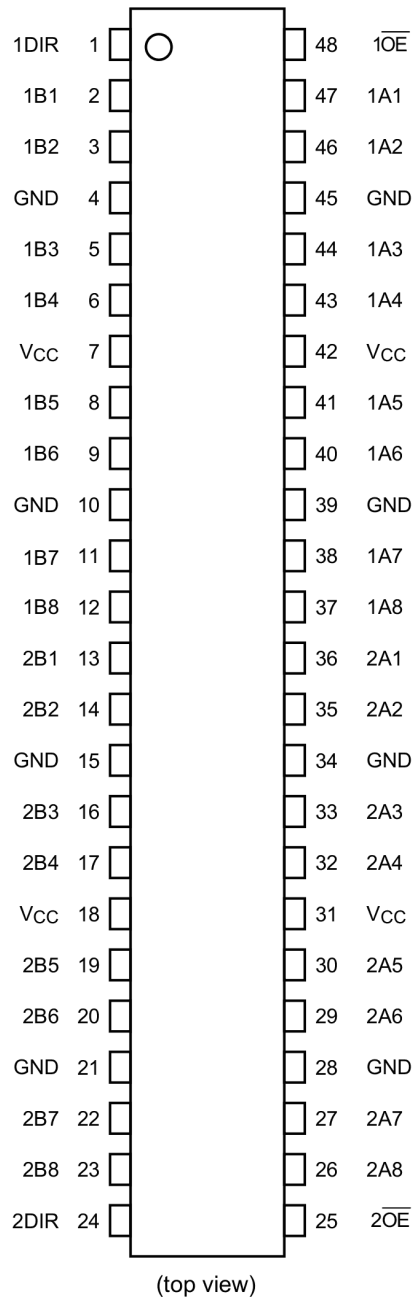 1DIR 1 48 1O̅E̅
1B1 2 47 1A1
1B2 3 46 1A2
GND 4 45 GND
1B3 5 44 1A3
1B4 6 43 1A4
VCC 7 42 VCC
1B5 8 41 1A5
1B6 9 40 1A6
GND 10 39 GND
1B7 11 38 1A7
1B8 12 37 1A8
2B1 13 36 2A1
2B2 14 35 2A2
GND 15 34 GND
2B3 16 33 2A3
2B4 17 32 2A4
VCC 18 31 VCC
2B5 19 30 2A5
2B6 20 29 2A6
GND 21 28 GND
2B7 22 27 2A7
2B8 23 26 2A8
2DIR 24 25 2O̅E̅
(top view)